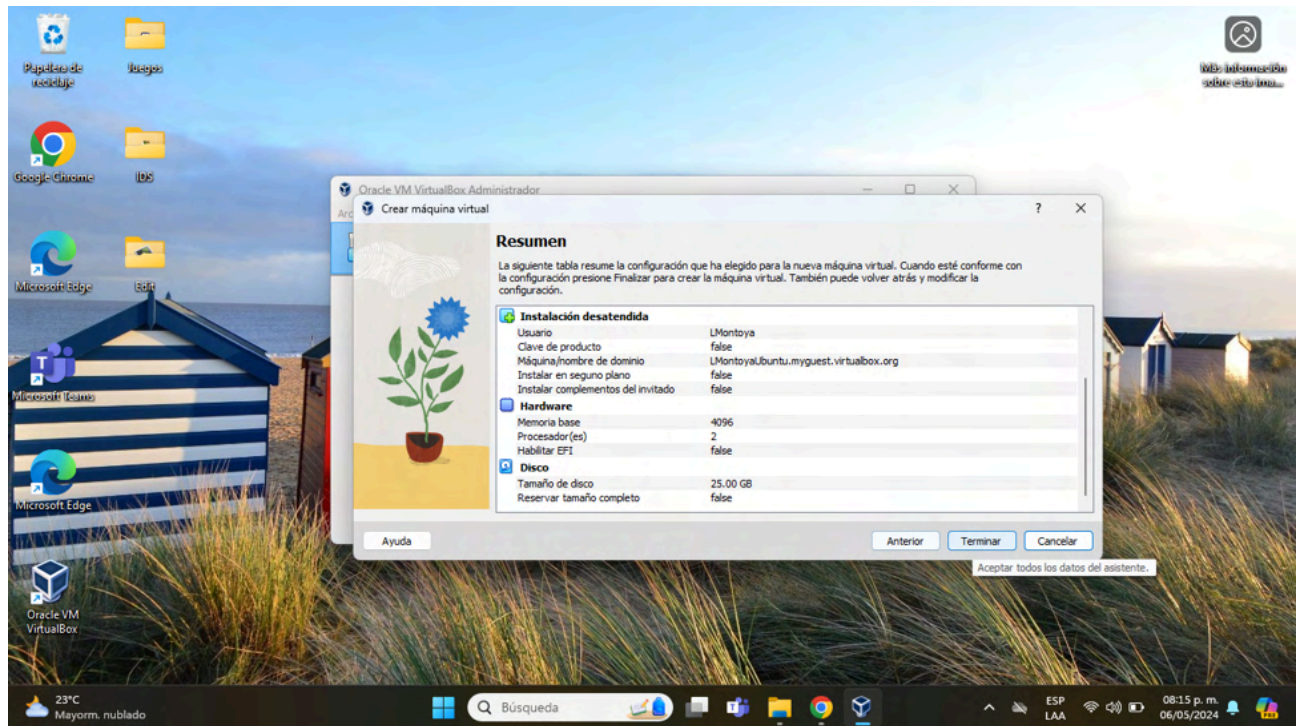 Papelera de
reciclaje
Juegos
Más información
sobre esta ima...
Google Chrome
IDS
Microsoft Edge
Edit
Microsoft Teams
Microsoft Edge
Oracle VM
VirtualBox
Oracle VM VirtualBox Administrador
Arc
Crear máquina virtual
?
Resumen
La siguiente tabla resume la configuración que ha elegido para la nueva máquina virtual. Cuando esté conforme con
la configuración presione Finalizar para crear la máquina virtual. También puede volver atrás y modificar la
configuración.
Instalación desatendida
Usuario LMontoya
Clave de producto false
Máquina/nombre de dominio LMontoyaUbuntu.myguest.virtualbox.org
Instalar en seguno plano false
Instalar complementos del invitado false
Hardware
Memoria base 4096
Procesador(es) 2
Habilitar EFI false
Disco
Tamaño de disco 25.00 GB
Reservar tamaño completo false
Ayuda Anterior Terminar Cancelar
Aceptar todos los datos del asistente.
23°C
Mayorm. nublado
Búsqueda
ESP
LAA
08:15 p. m.
06/05/2024
PRE